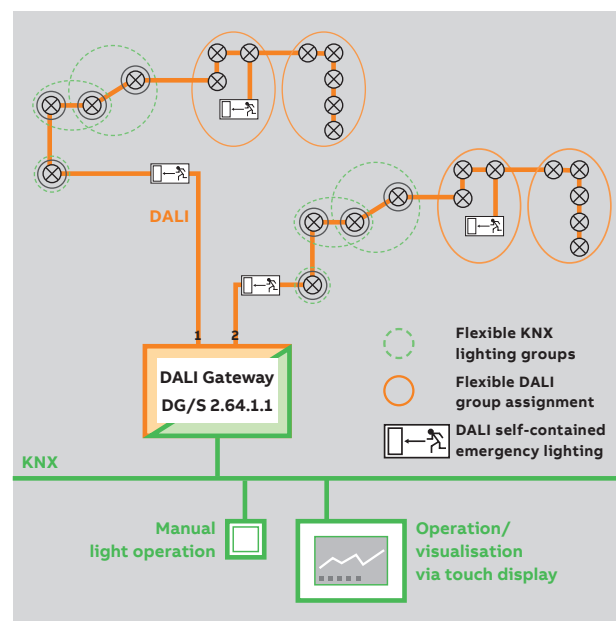 DALI
1 2
DALI Gateway
DG/S 2.64.1.1
Flexible KNX
lighting groups
Flexible DALI
group assignment
DALI self-contained
emergency lighting
KNX
Manual
light operation
Operation/
visualisation
via touch display